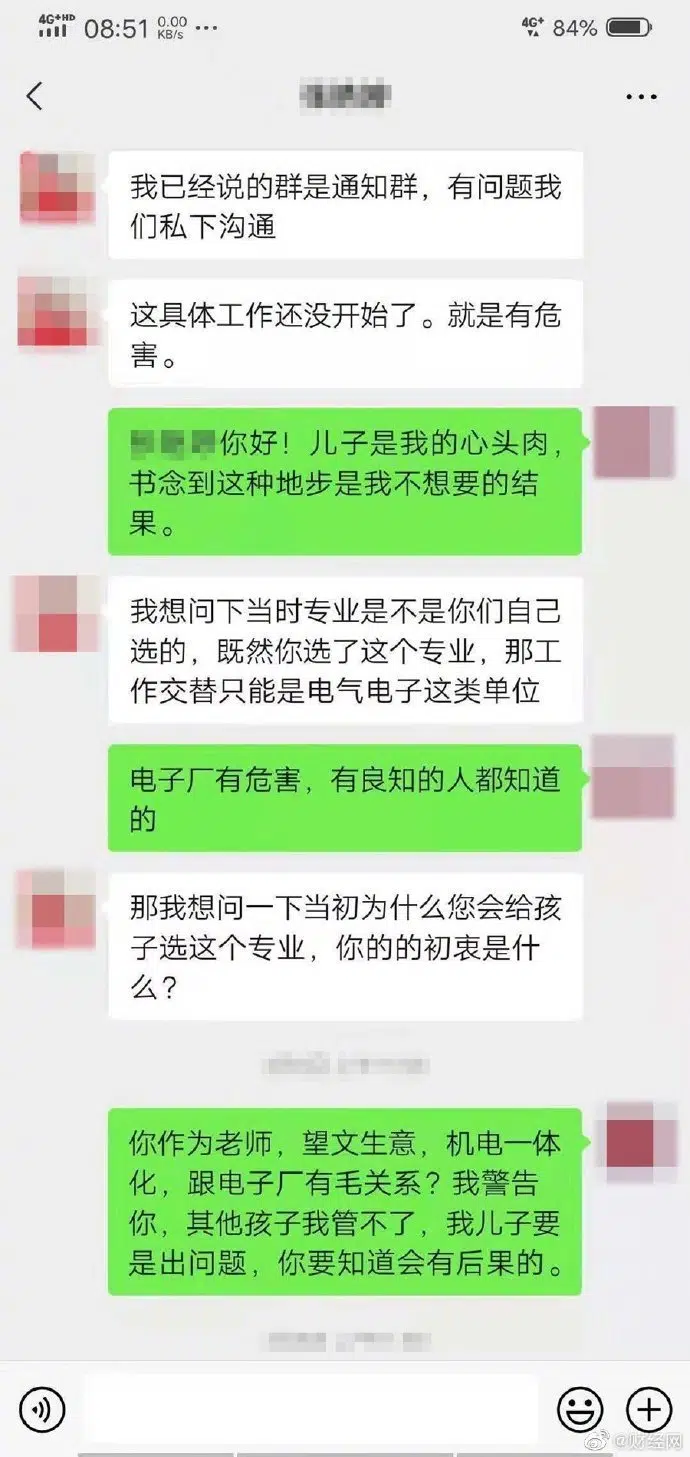 4G+HD 08:51 0.00 KB/s ... 4G+ 84%
我已经说的群是通知群，有问题我
们私下沟通
这具体工作还没开始了。就是有危
害。
你好！儿子是我的心头肉，
书念到这种地步是我不想要的结
果。
我想问下当时专业是不是你们自己
选的，既然你选了这个专业，那工
作交替只能是电气电子这类单位
电子厂有危害，有良知的人都知道
的
那我想问一下当初为什么您会给孩
子选这个专业，你的的初衷是什
么？
你作为老师，望文生意，机电一体
化，跟电子厂有毛关系？我警告
你，其他孩子我管不了，我儿子要
是出问题，你要知道会有后果的。
@财经网